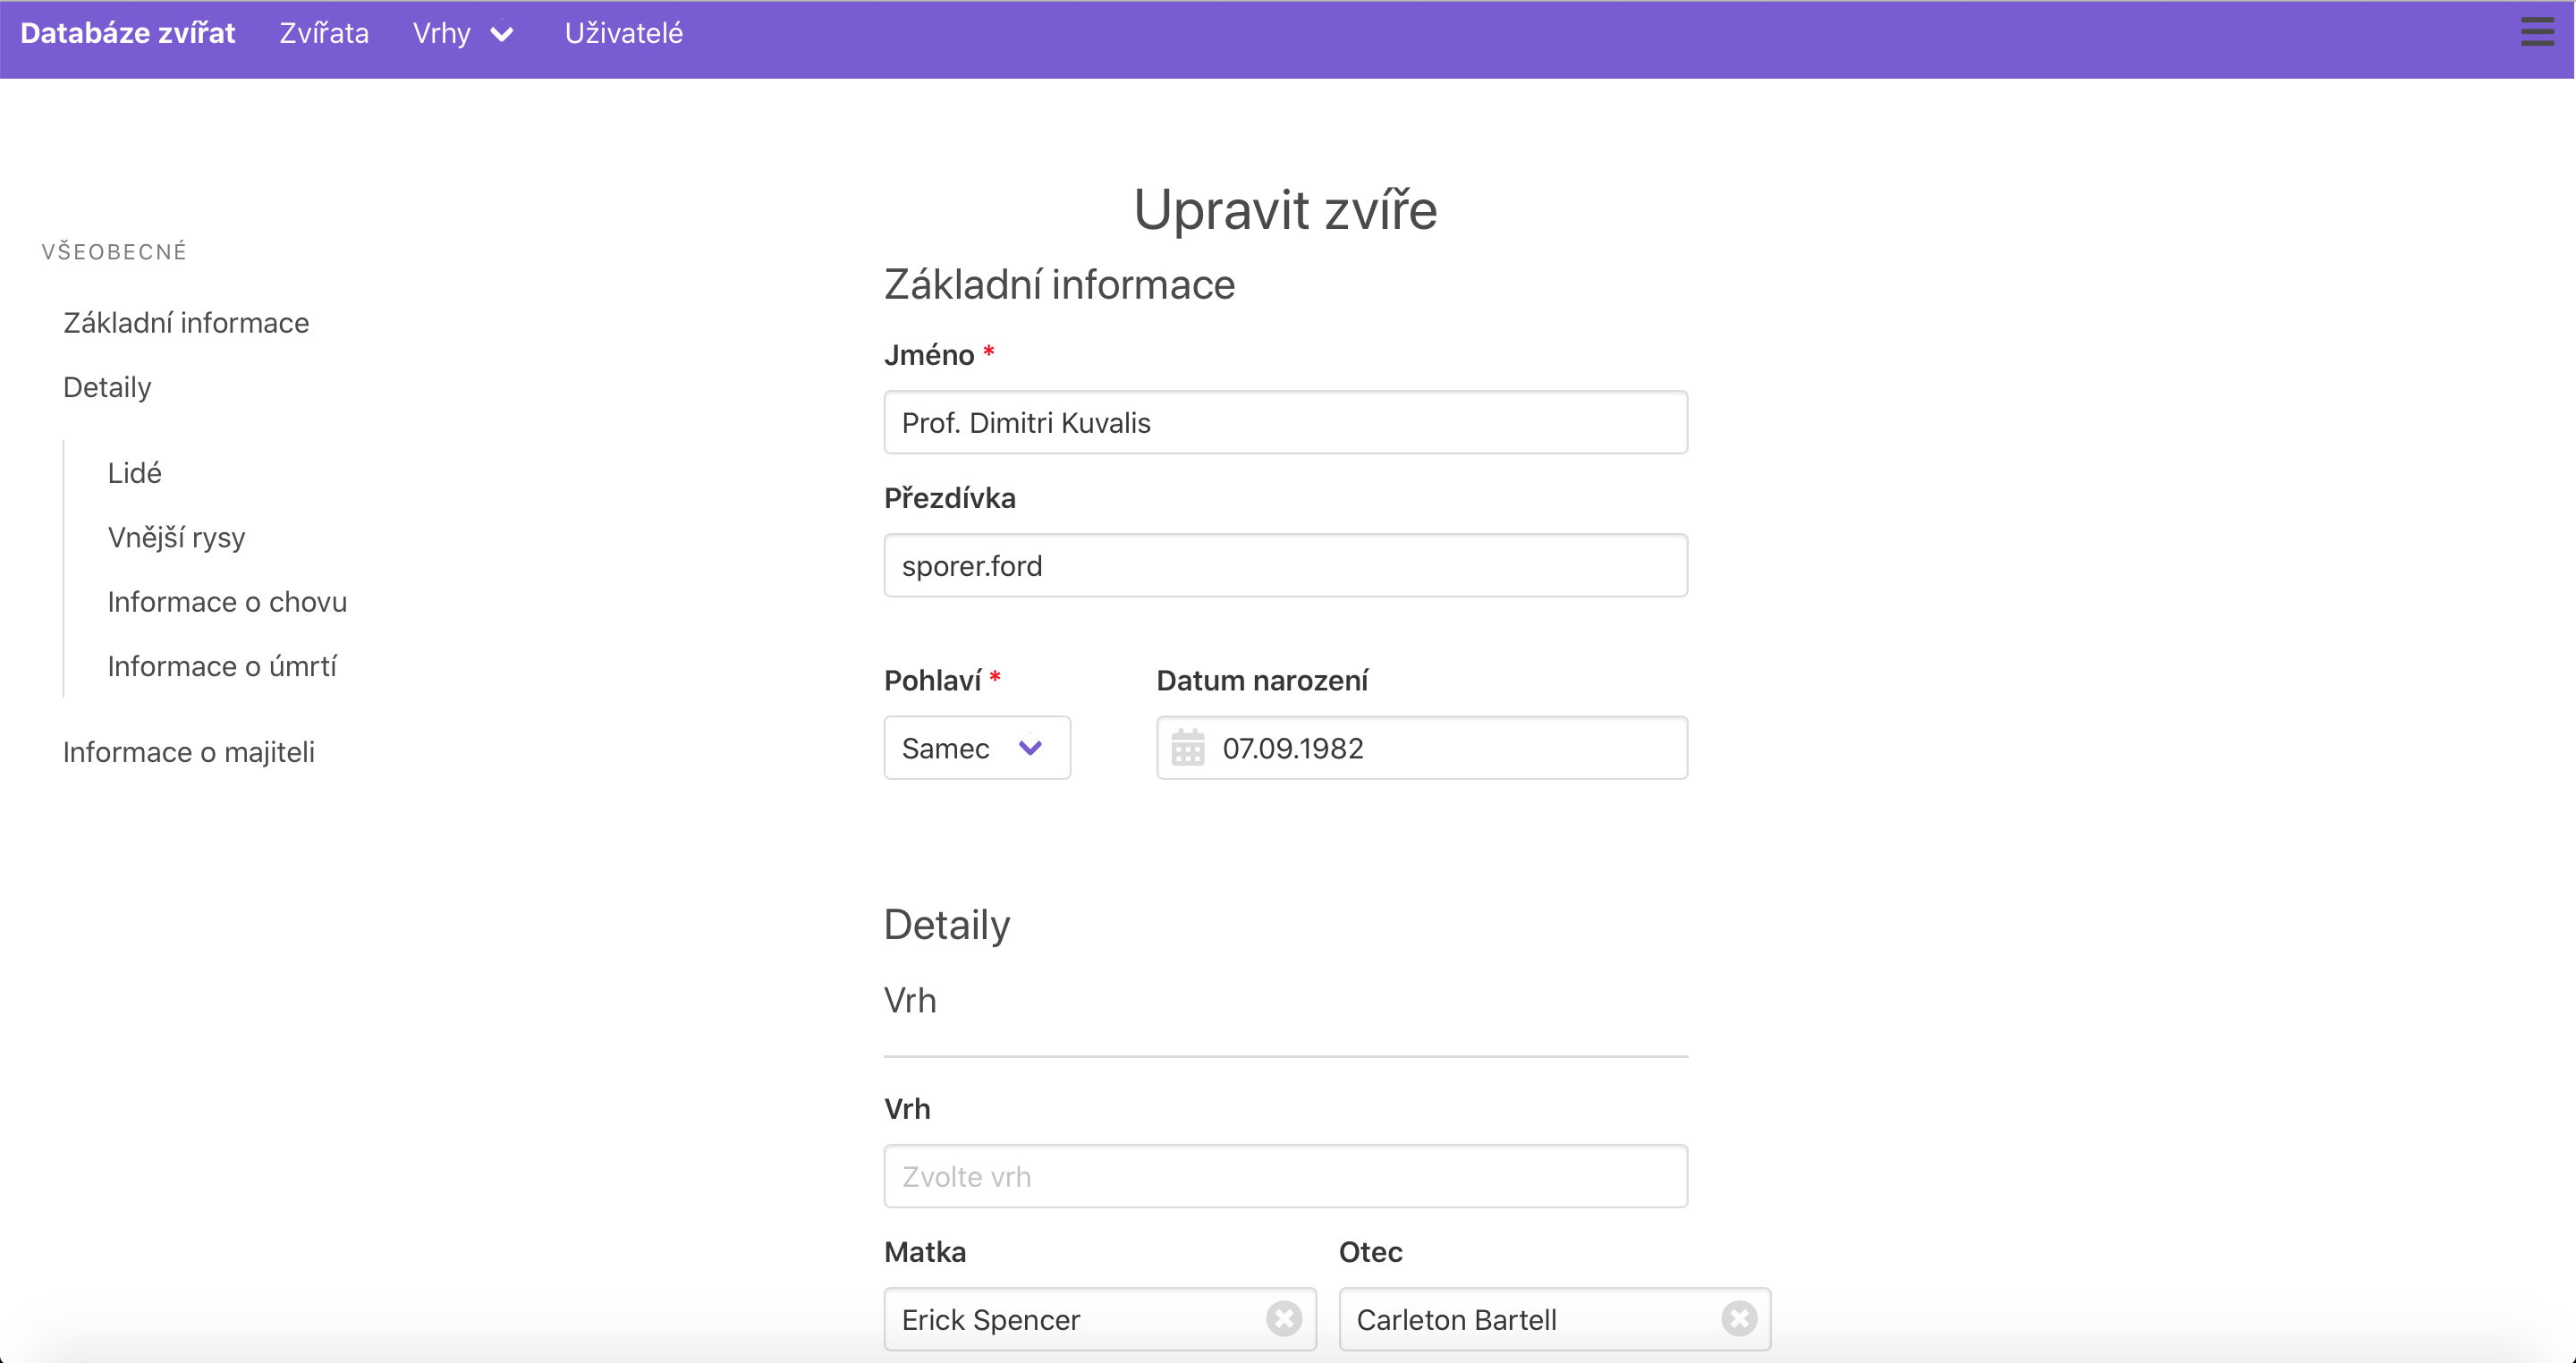 Databáze zvířat Zvířata Vrhy Uživatelé
VŠEOBECNÉ
Základní informace
Detaily
Lidé
Vnější rysy
Informace o chovu
Informace o úmrtí
Informace o majiteli
Upravit zvíře
Základní informace
Jméno *
Prof. Dimitri Kuvalis
Přezdívka
sporer.ford
Pohlaví * Datum narození
Samec 07.09.1982
Detaily
Vrh
Vrh
Zvolte vrh
Matka Otec
Erick Spencer Carleton Bartell